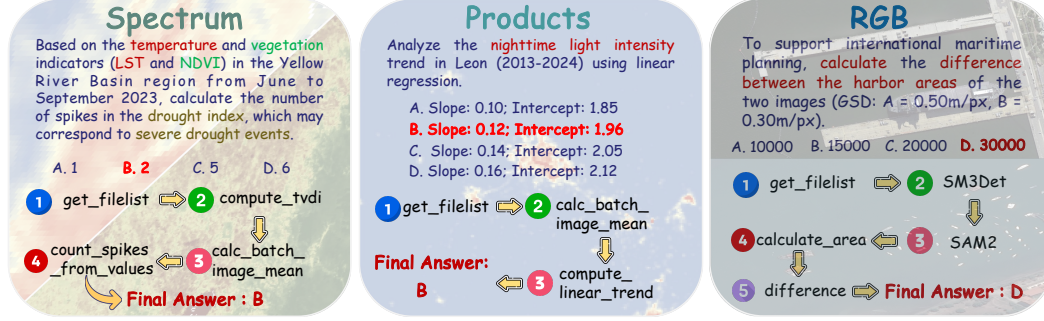 Spectrum
Based on the temperature and vegetation
indicators (LST and NDVI) in the Yellow
River Basin region from June to
September 2023, calculate the number
of spikes in the drought index, which may
correspond to severe drought events.
A. 1 B. 2 C. 5 D. 6
1 get_filelist 2 compute_tvdi
4 count_spikes
_from_values
3 calc_batch_
image_mean
Final Answer : B
Products
Analyze the nighttime light intensity
trend in Leon (2013-2024) using linear
regression.
A. Slope: 0.10; Intercept: 1.85
B. Slope: 0.12; Intercept: 1.96
C. Slope: 0.14; Intercept: 2.05
D. Slope: 0.16; Intercept: 2.12
1 get_filelist 2 calc_batch_
image_mean
Final Answer:
B
3 compute_
linear_trend
RGB
To support international maritime
planning, calculate the difference
between the harbor areas of the
two images (GSD: A = 0.50m/px, B =
0.30m/px).
A. 10000 B. 15000 C. 20000 D. 30000
1 get_filelist 2 SM3Det
4 calculate_area 3 SAM2
5 difference Final Answer : D